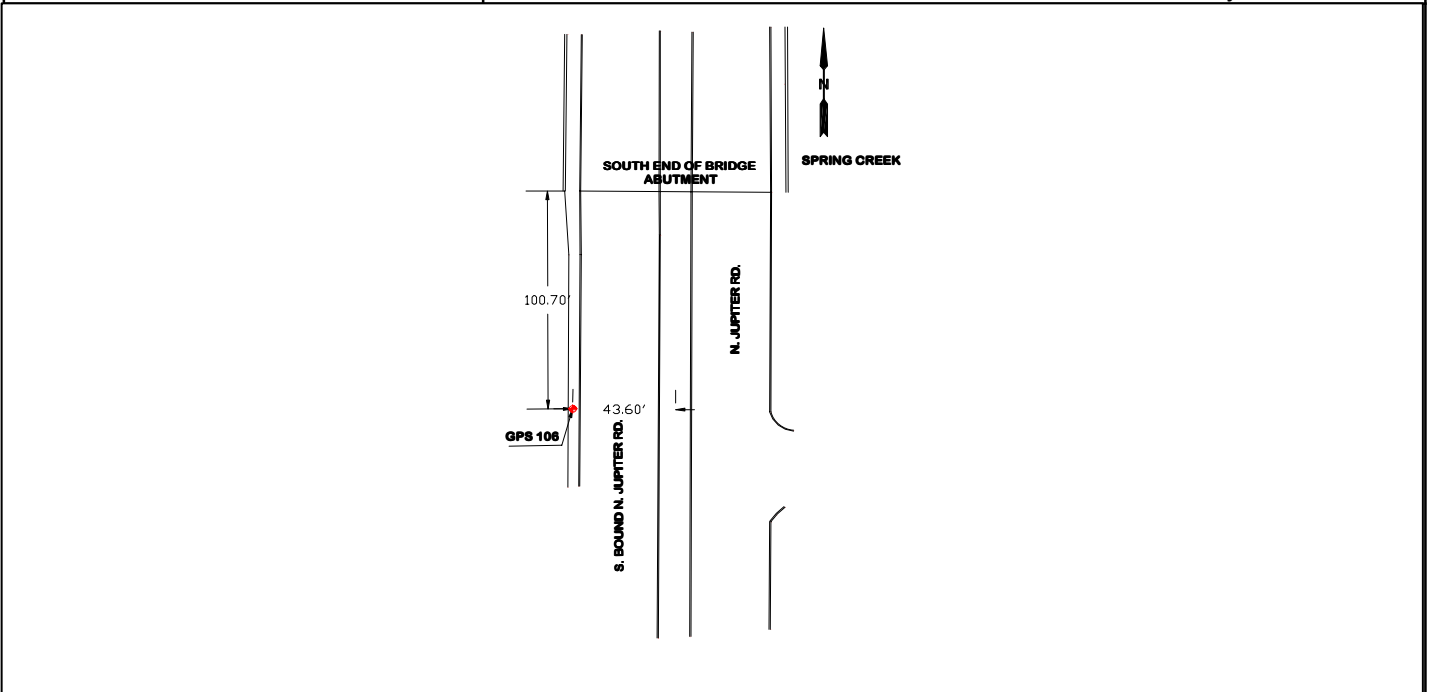 N
SPRING CREEK
SOUTH END OF BRIDGE
ABUTMENT
N. JUPITER RD.
100.70'
43.60'
GPS 106
S. BOUND N. JUPITER RD.